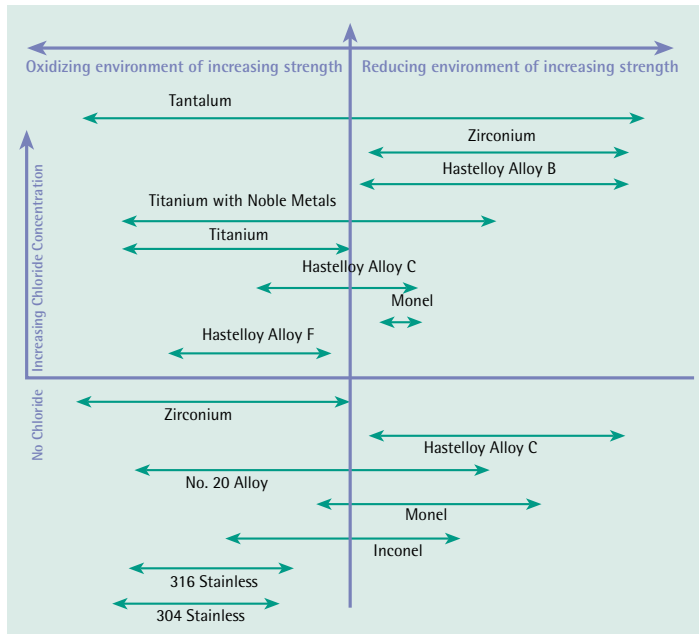 Oxidizing environment of increasing strength
Reducing environment of increasing strength
Tantalum
Zirconium
Hastelloy Alloy B
Titanium with Noble Metals
Titanium
Hastelloy Alloy C
Monel
Hastelloy Alloy F
Increasing Chloride Concentration
No Chloride
Zirconium
Hastelloy Alloy C
No. 20 Alloy
Monel
Inconel
316 Stainless
304 Stainless